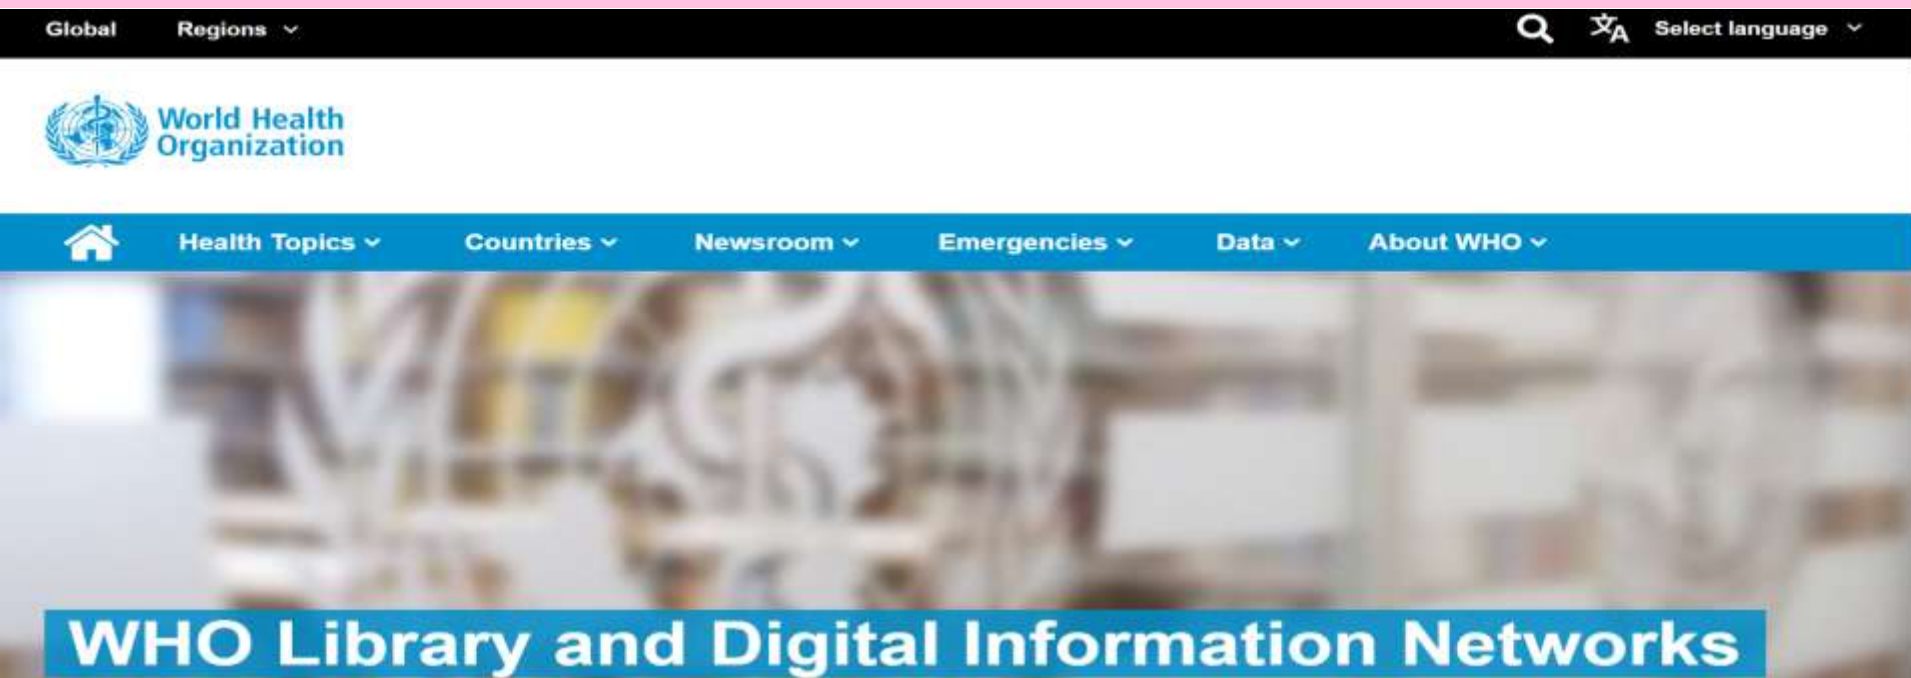 Global Regions Select language
World Health
Organization
Health Topics Countries Newsroom Emergencies Data About WHO
WHO Library and Digital Information Networks